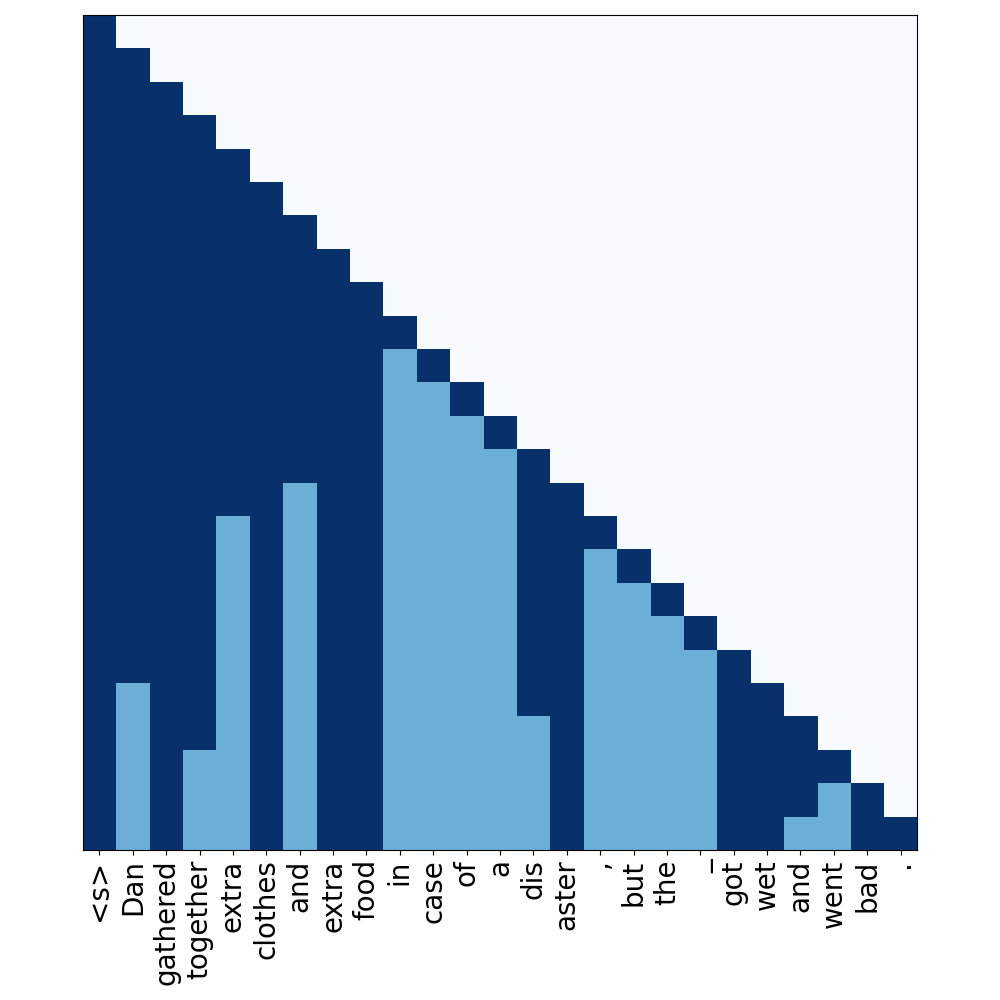 <s> Dan gathered together extra clothes and extra food in case of a dis aster , but the _ got wet and went bad .